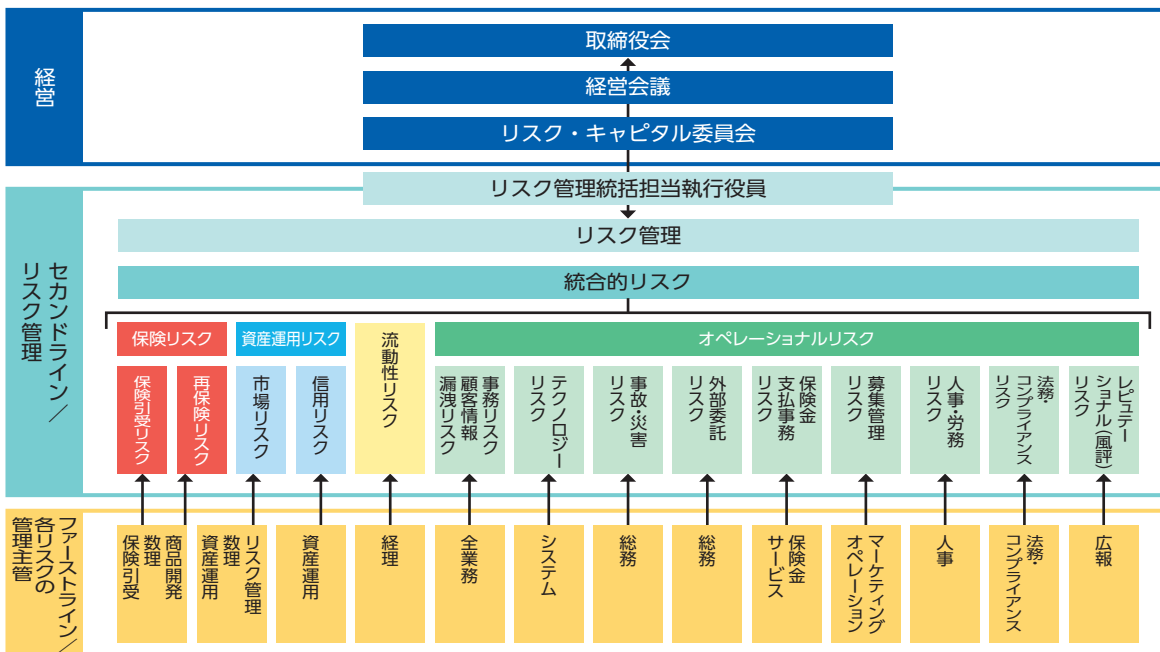 経営
取締役会
経営会議
リスク・キャピタル委員会
セカンドライン／
リスク管理
リスク管理統括担当執行役員
リスク管理
統合的リスク
保険リスク
資産運用リスク
流動性リスク
オペレーショナルリスク
保険引受リスク
再保険リスク
市場リスク
信用リスク
事務リスク
顧客情報
漏洩リスク
テクノロジー
リスク
事故・災害
リスク
外部委託
リスク
保険金
支払事務
リスク
募集管理
リスク
人事・労務
リスク
法務・
コンプライアンス
リスク
レピュテー
ショナル(風評)
リスク
ファーストライン／
各リスクの
管理主管
商品開発
数理
保険引受
リスク管理
数理
資産運用
資産運用
経理
全業務
システム
総務
総務
保険金
サービス
マーケティング
オペレーション
人事
法務・
コンプライアンス
広報